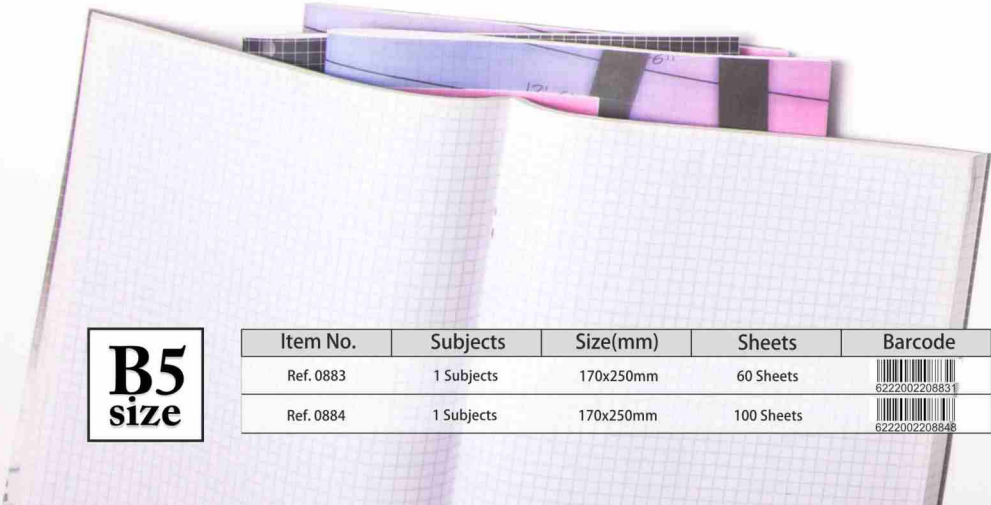 6"
B5
size
Item No. Subjects Size(mm) Sheets Barcode
Ref. 0883 1 Subjects 170x250mm 60 Sheets 6222002208831
Ref. 0884 1 Subjects 170x250mm 100 Sheets 6222002208848